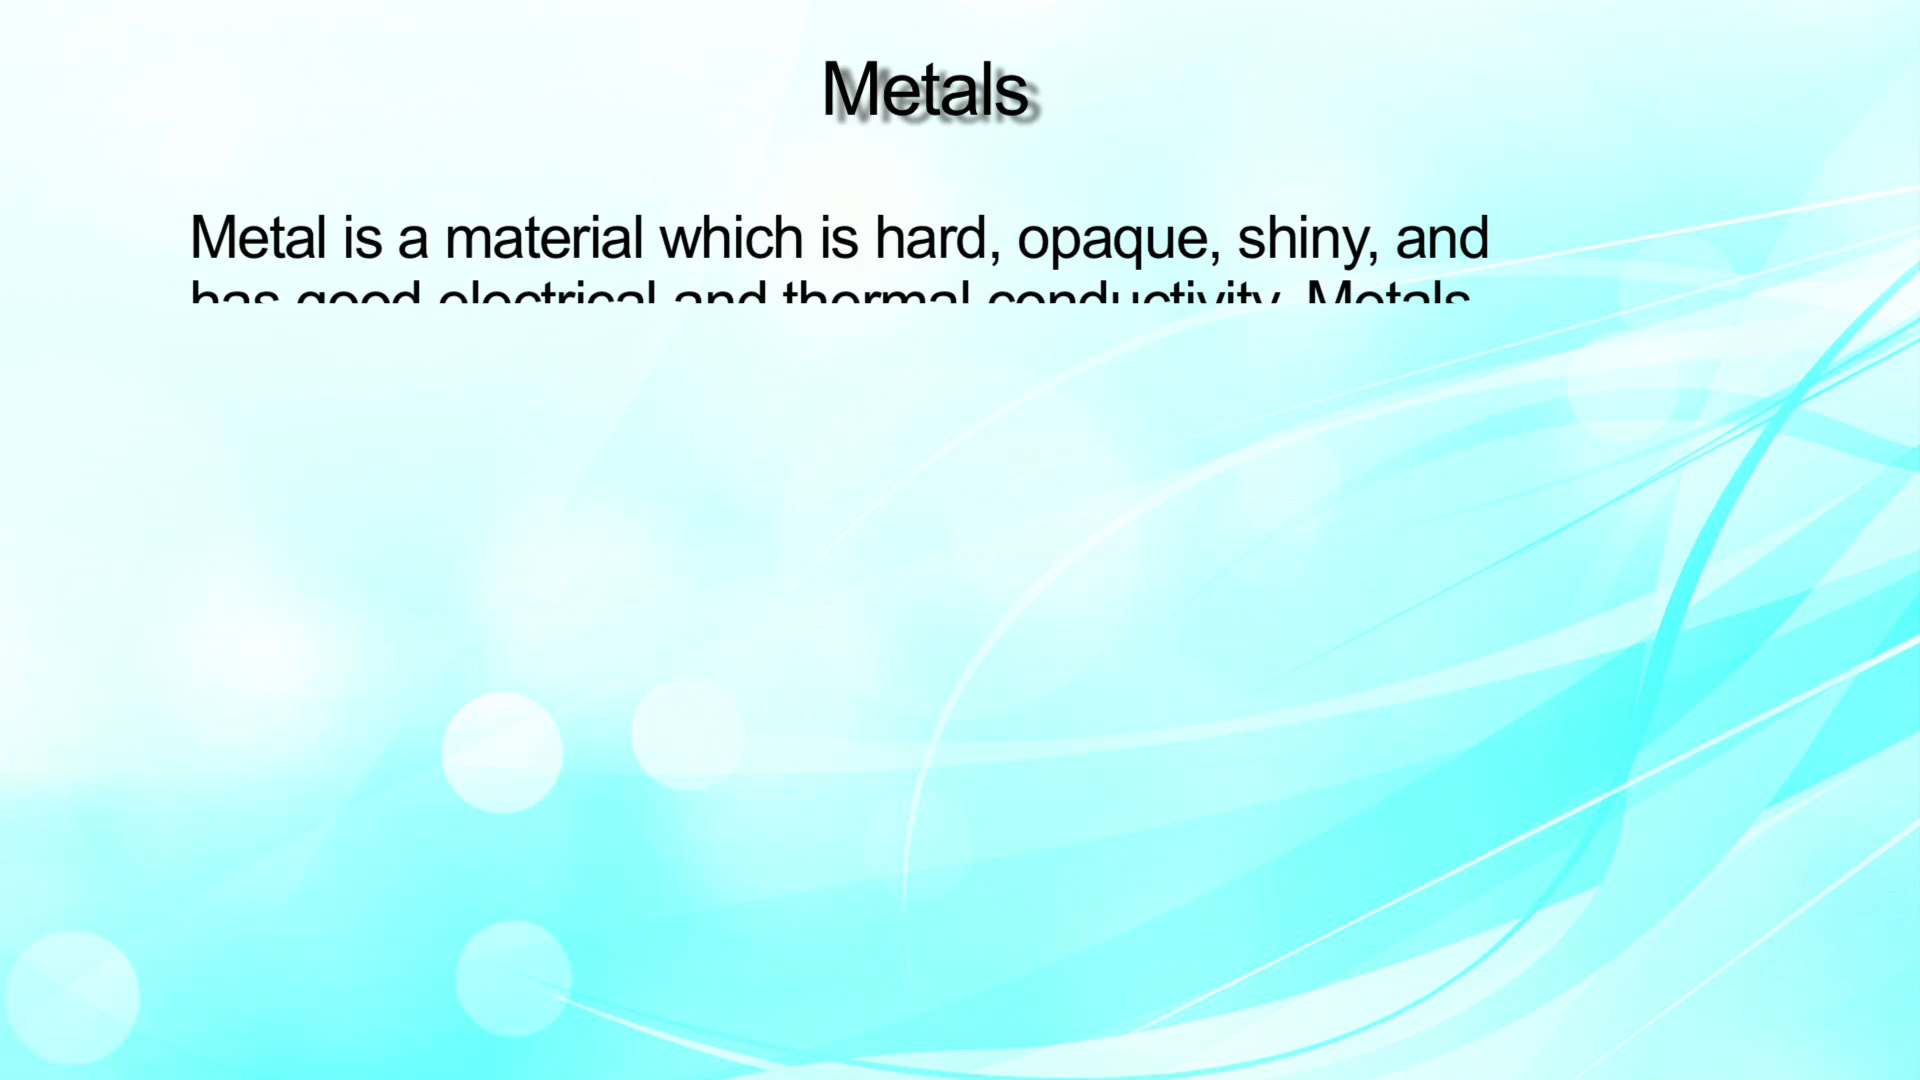 Metals
Metal is a material which is hard, opaque, shiny, and
has good electrical and thermal conductivity. Metals